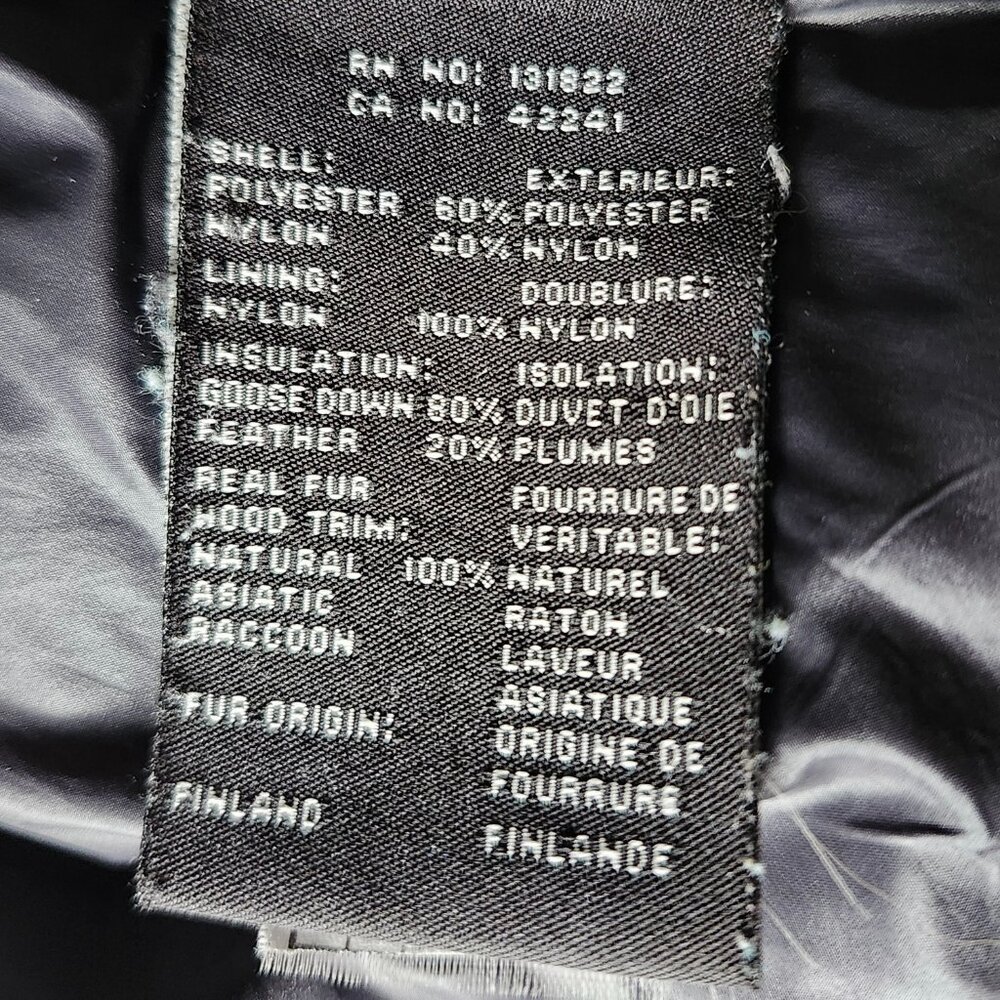 RN NO: 131822
CA NO: 42241
SHELL:
POLYESTER 60%
NYLON 40%
LINING:
NYLON 100%
INSULATION:
GOOSE DOWN 80%
FEATHER 20%
REAL FUR
HOOD TRIM:
NATURAL 100%
ASIATIC
RACCOON
FUR ORIGIN:
FINLAND
EXTERIEUR:
POLYESTER
NYLON
DOUBLURE:
NYLON
ISOLATION:
DUVET D'OIE
PLUMES
FOURRURE DE
VERITABLE:
NATUREL
RATON
LAVEUR
ASIATIQUE
ORIGINE DE
FOURRURE
FINLANDE